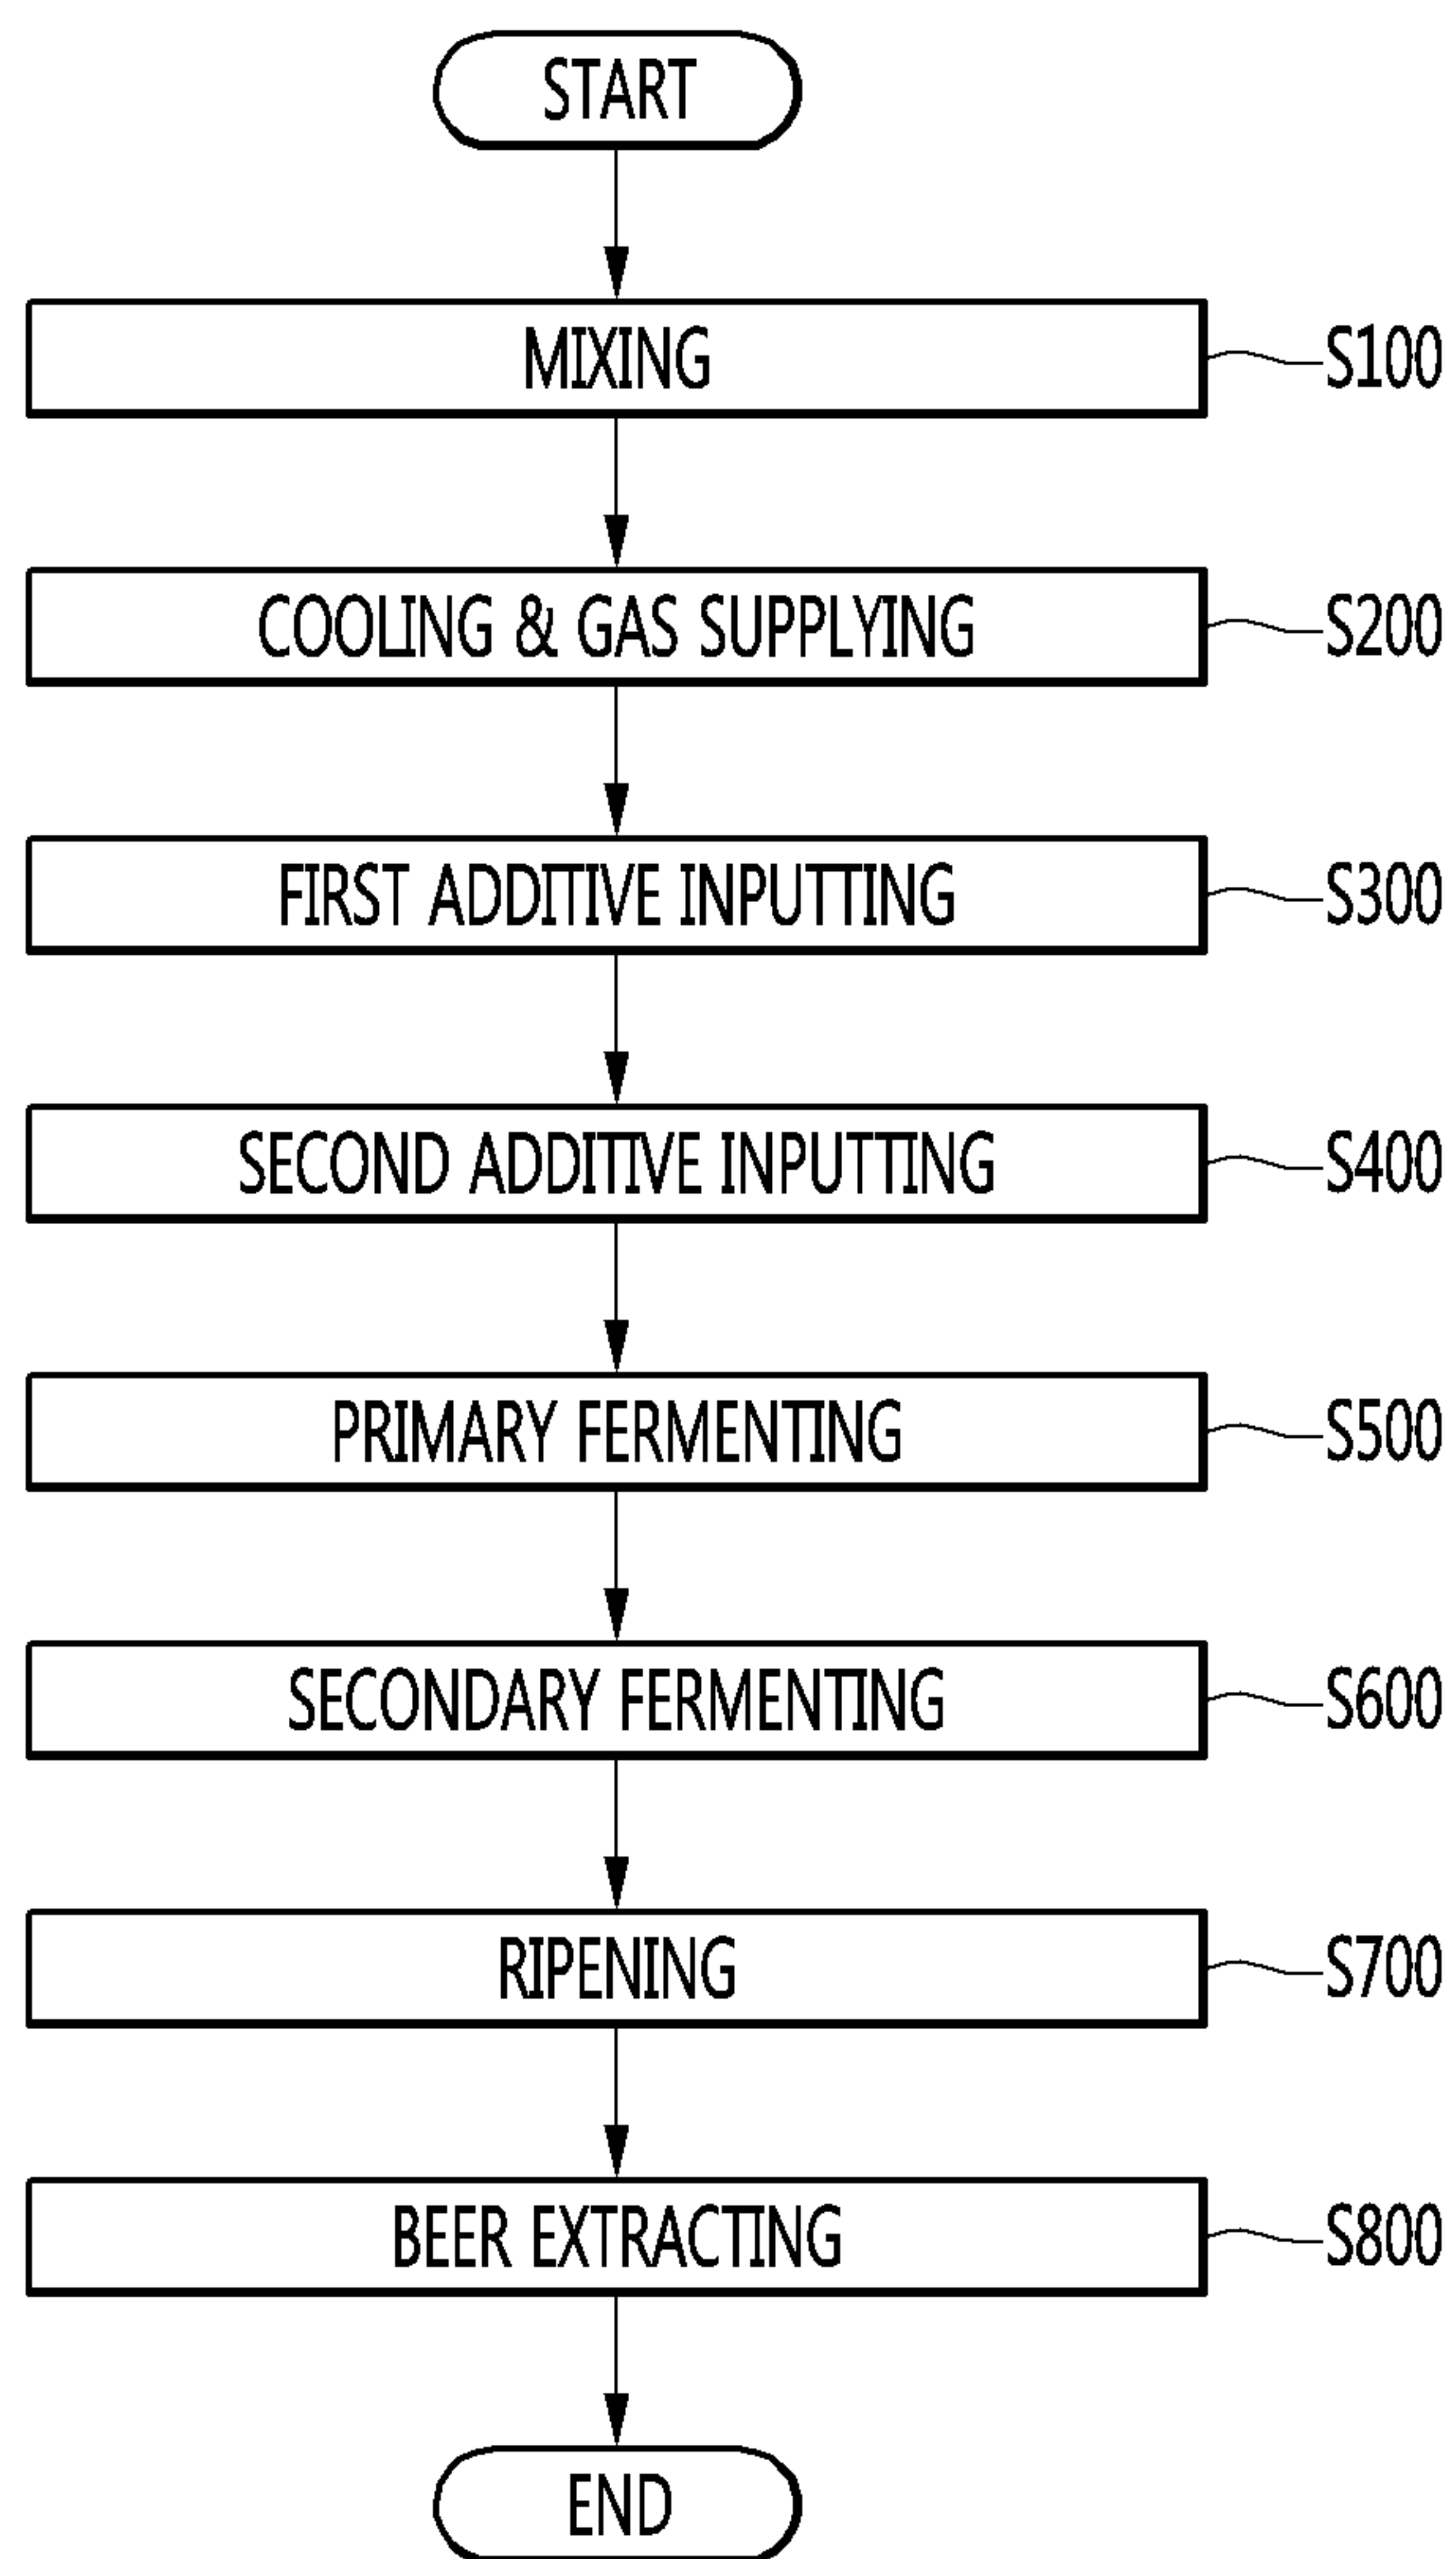 START
MIXING
S100
COOLING & GAS SUPPLYING
S200
FIRST ADDITIVE INPUTTING
S300
SECOND ADDITIVE INPUTTING
S400
PRIMARY FERMENTING
S500
SECONDARY FERMENTING
S600
RIPENING
S700
BEER EXTRACTING
S800
END